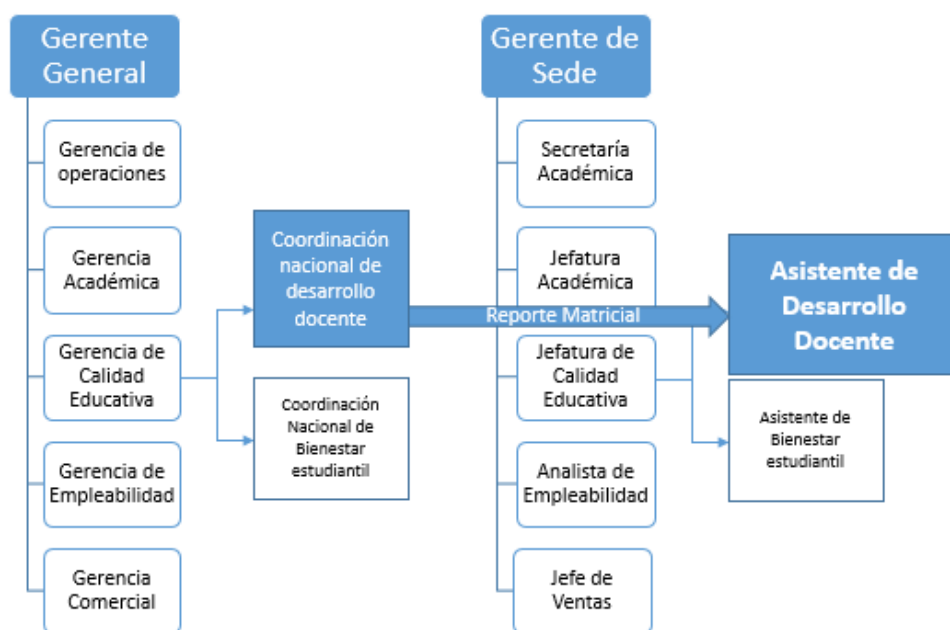 Gerente
General
Gerencia de
operaciones
Gerencia
Académica
Gerencia de
Calidad
Educativa
Gerencia de
Empleabilidad
Gerencia
Comercial
Coordinación
nacional de
desarrollo
docente
Coordinación
Nacional de
Bienestar
estudiantil
Reporte Matricial
Gerente de
Sede
Secretaría
Académica
Jefatura
Académica
Jefatura de
Calidad
Educativa
Analista de
Empleabilidad
Jefe de
Ventas
Asistente de
Desarrollo
Docente
Asistente de
Bienestar
estudiantil